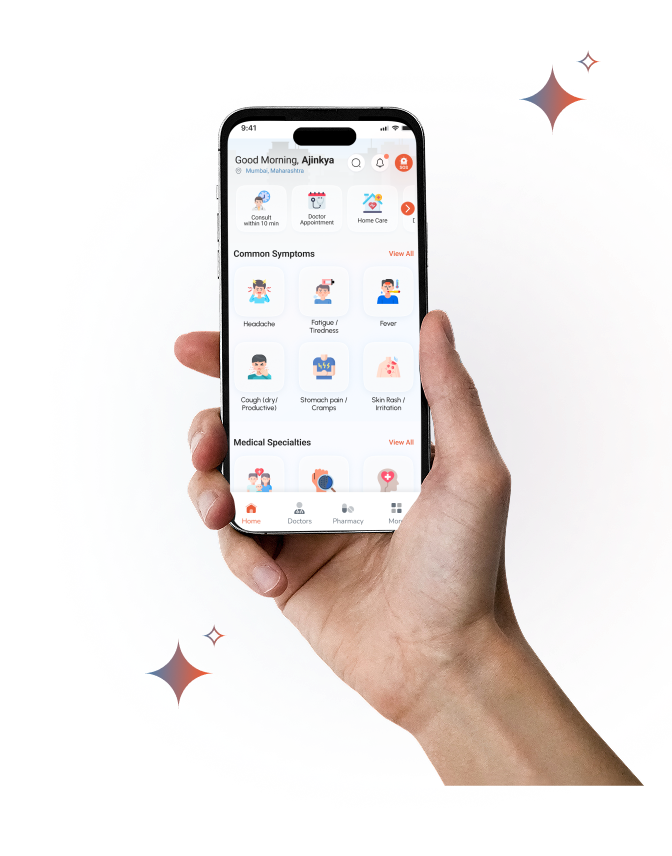 9:41
Good Morning, Ajinkya
Mumbai, Maharashtra
SOS
Consult
within 10 min
Doctor
Appointment
Home Care
Common Symptoms
View All
Headache
Fatigue /
Tiredness
Fever
Cough (dry/
Productive)
Stomach pain /
Cramps
Skin Rash /
Irritation
Medical Specialties
View All
Home
Doctors
Pharmacy
Mor